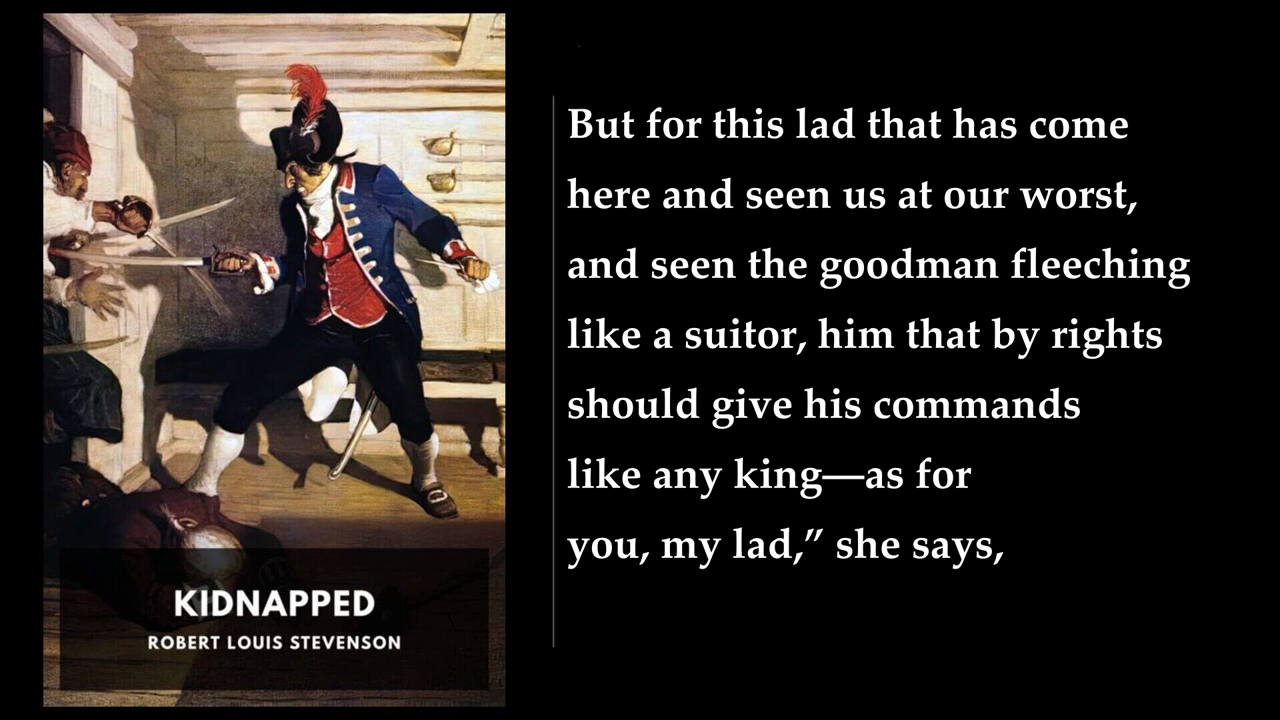 KIDNAPPED
ROBERT LOUIS STEVENSON
But for this lad that has come
here and seen us at our worst,
and seen the goodman fleeching
like a suitor, him that by rights
should give his commands
like any king—as for
you, my lad,” she says,